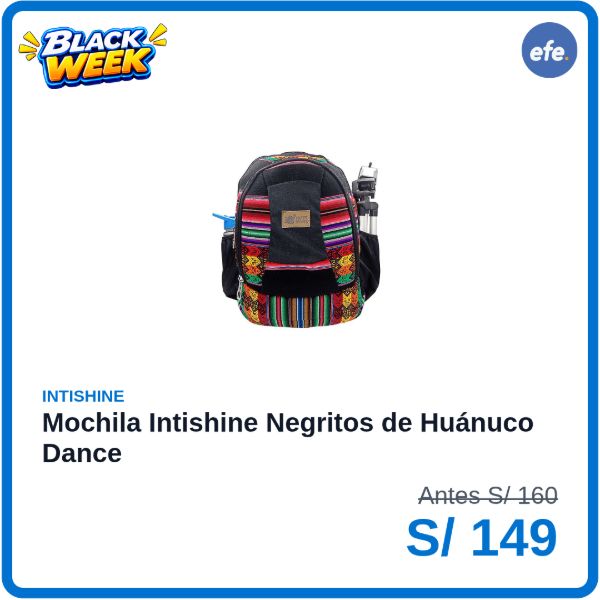 BLACK
WEEK
efe.
INTISHINE
Mochila Intishine Negritos de Huánuco
Dance
Antes S/ 160
S/ 149